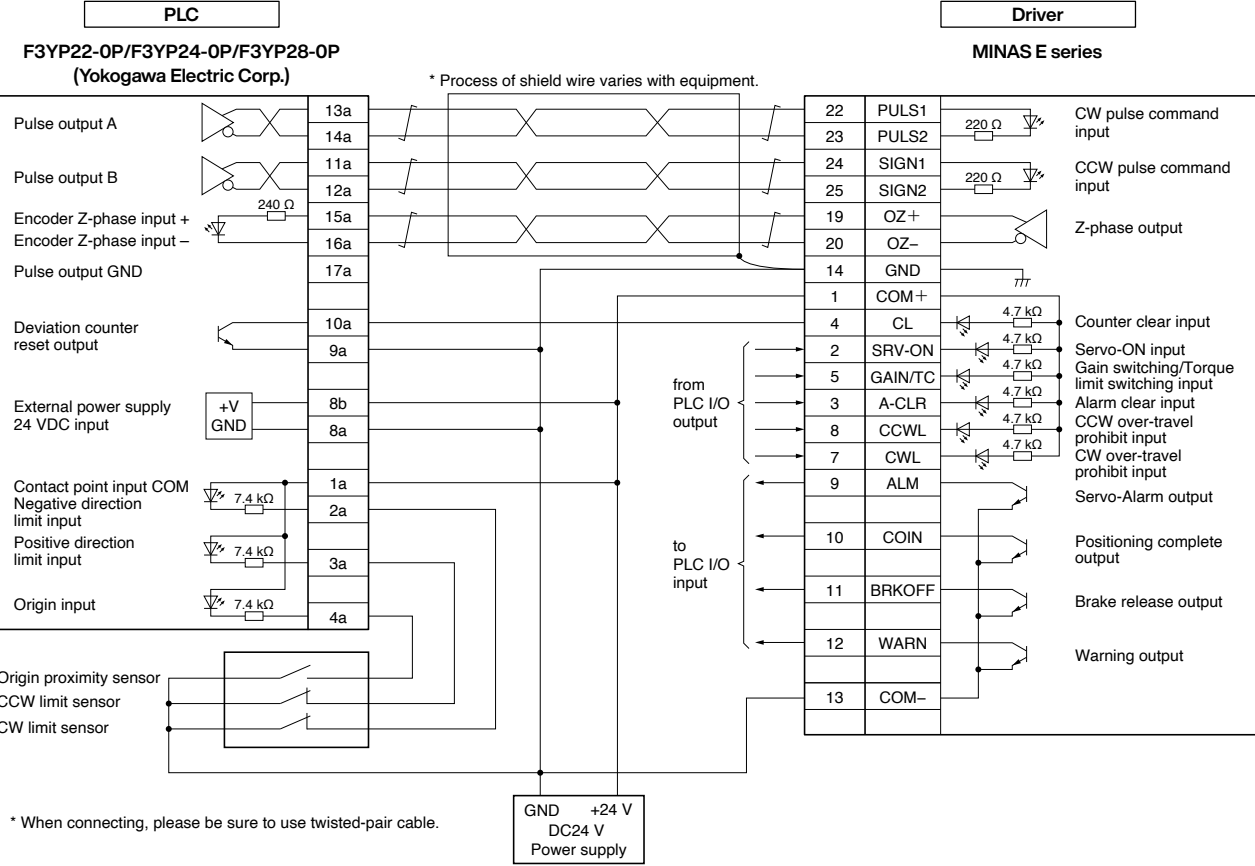 PLC
Driver
F3YP22-0P/F3YP24-0P/F3YP28-0P
(Yokogawa Electric Corp.)
MINAS E series
* Process of shield wire varies with equipment.
Pulse output A
13a
14a
22 PULS1
23 PULS2
220 Ω
CW pulse command
input
Pulse output B
11a
12a
24 SIGN1
25 SIGN2
220 Ω
CCW pulse command
input
Encoder Z-phase input +
240 Ω
15a
19 OZ+
Encoder Z-phase input –
16a
20 OZ–
Z-phase output
Pulse output GND
17a
14 GND
1 COM+
Deviation counter
reset output
10a
9a
4 CL
4.7 kΩ
Counter clear input
2 SRV-ON
4.7 kΩ
Servo-ON input
5 GAIN/TC
4.7 kΩ
Gain switching/Torque
limit switching input
3 A-CLR
4.7 kΩ
Alarm clear input
8 CCWL
4.7 kΩ
CCW over-travel
prohibit input
7 CWL
4.7 kΩ
CW over-travel
prohibit input
from
PLC I/O
output
External power supply
24 VDC input
+V
GND
8b
8a
Contact point input COM
1a
Negative direction
limit input
7.4 kΩ
2a
Positive direction
limit input
7.4 kΩ
3a
Origin input
7.4 kΩ
4a
9 ALM
Servo-Alarm output
10 COIN
Positioning complete
output
to
PLC I/O
input
11 BRKOFF
Brake release output
12 WARN
Warning output
13 COM–
Origin proximity sensor
CCW limit sensor
CW limit sensor
GND +24 V
DC24 V
Power supply
* When connecting, please be sure to use twisted-pair cable.